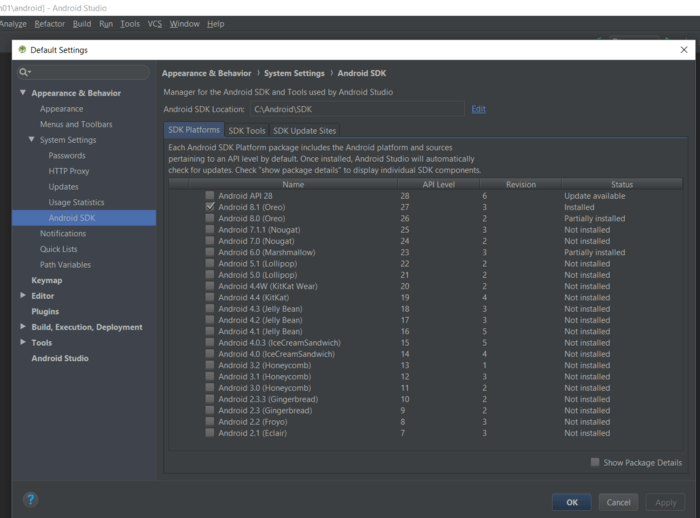 n01\android] - Android Studio
Analyze Refactor Build Run Tools VCS Window Help
Default Settings
Appearance & Behavior › System Settings › Android SDK
Manager for the Android SDK and Tools used by Android Studio
Android SDK Location: C:\Android\SDK Edit
SDK Platforms SDK Tools SDK Update Sites
Each Android SDK Platform package includes the Android platform and sources
pertaining to an API level by default. Once installed, Android Studio will automatically
check for updates. Check "show package details" to display individual SDK components.
Name API Level Revision Status
Android API 28 28 6 Update available
Android 8.1 (Oreo) 27 3 Installed
Android 8.0 (Oreo) 26 2 Partially installed
Android 7.1.1 (Nougat) 25 3 Not installed
Android 7.0 (Nougat) 24 2 Not installed
Android 6.0 (Marshmallow) 23 3 Partially installed
Android 5.1 (Lollipop) 22 2 Not installed
Android 5.0 (Lollipop) 21 2 Not installed
Android 4.4W (KitKat Wear) 20 2 Not installed
Android 4.4 (KitKat) 19 4 Not installed
Android 4.3 (Jelly Bean) 18 3 Not installed
Android 4.2 (Jelly Bean) 17 3 Not installed
Android 4.1 (Jelly Bean) 16 5 Not installed
Android 4.0.3 (IceCreamSandwich) 15 5 Not installed
Android 4.0 (IceCreamSandwich) 14 4 Not installed
Android 3.2 (Honeycomb) 13 1 Not installed
Android 3.1 (Honeycomb) 12 3 Not installed
Android 3.0 (Honeycomb) 11 2 Not installed
Android 2.3.3 (Gingerbread) 10 2 Not installed
Android 2.3 (Gingerbread) 9 2 Not installed
Android 2.2 (Froyo) 8 3 Not installed
Android 2.1 (Eclair) 7 3 Not installed
Show Package Details
Appearance & Behavior
Appearance
Menus and Toolbars
System Settings
Passwords
HTTP Proxy
Updates
Usage Statistics
Android SDK
Notifications
Quick Lists
Path Variables
Keymap
Editor
Plugins
Build, Execution, Deployment
Tools
Android Studio
?
OK Cancel Apply